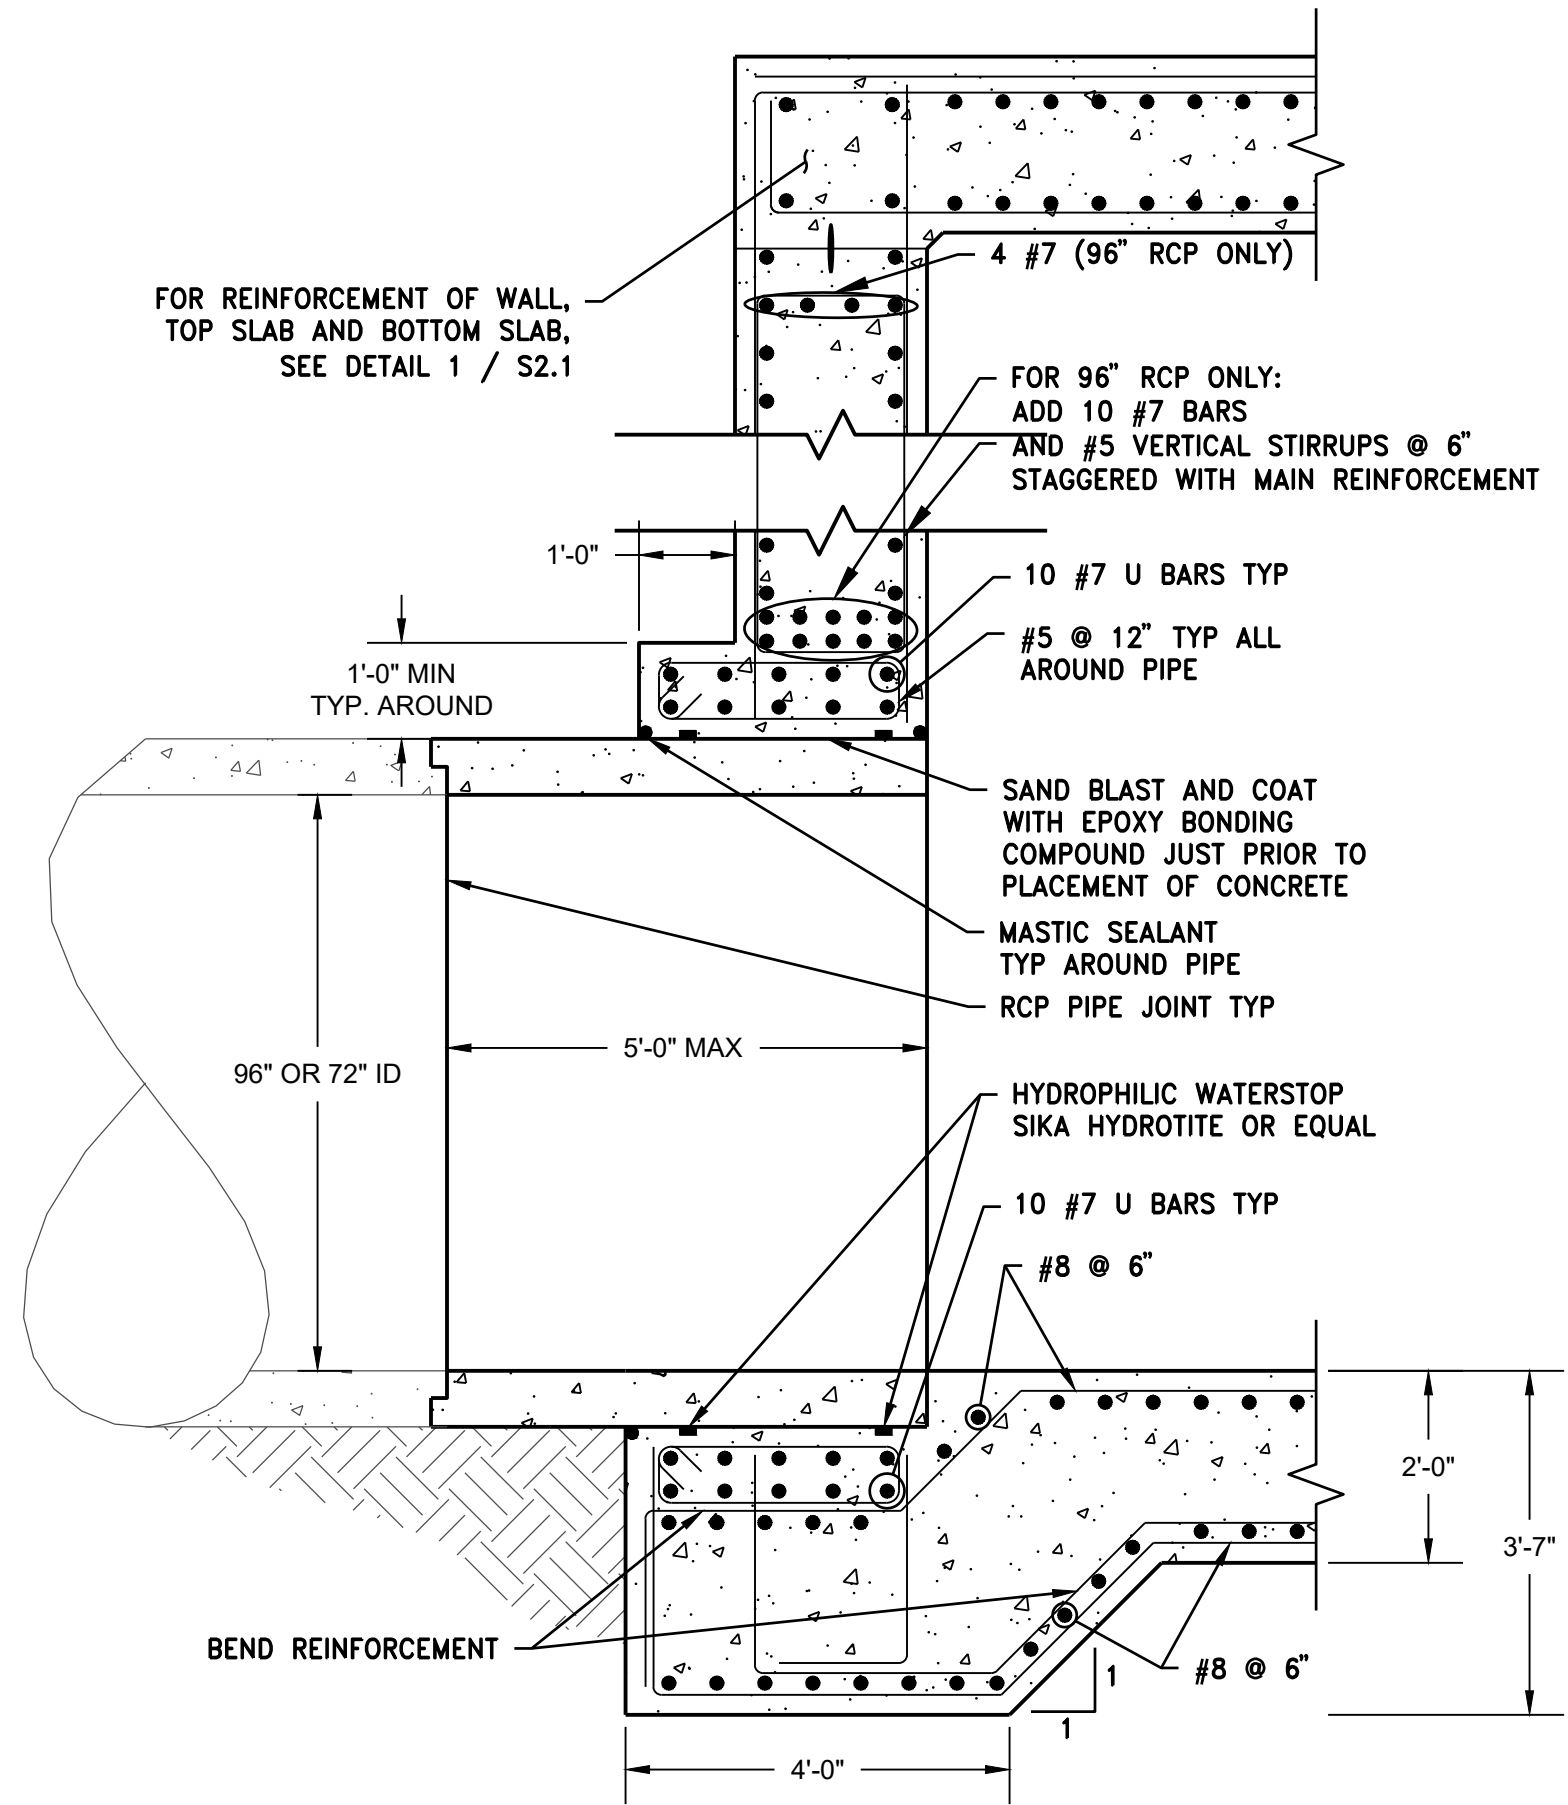 4 #7 (96" RCP ONLY)
FOR REINFORCEMENT OF WALL,
TOP SLAB AND BOTTOM SLAB,
SEE DETAIL 1 / S2.1
FOR 96" RCP ONLY:
ADD 10 #7 BARS
AND #5 VERTICAL STIRRUPS @ 6"
STAGGERED WITH MAIN REINFORCEMENT
1'-0"
10 #7 U BARS TYP
#5 @ 12" TYP ALL
AROUND PIPE
1'-0" MIN
TYP. AROUND
SAND BLAST AND COAT
WITH EPOXY BONDING
COMPOUND JUST PRIOR TO
PLACEMENT OF CONCRETE
MASTIC SEALANT
TYP AROUND PIPE
RCP PIPE JOINT TYP
5'-0" MAX
96" OR 72" ID
HYDROPHILIC WATERSTOP
SIKA HYDROTITE OR EQUAL
10 #7 U BARS TYP
#8 @ 6"
2'-0"
3'-7"
BEND REINFORCEMENT
#8 @ 6"
1
1
4'-0"